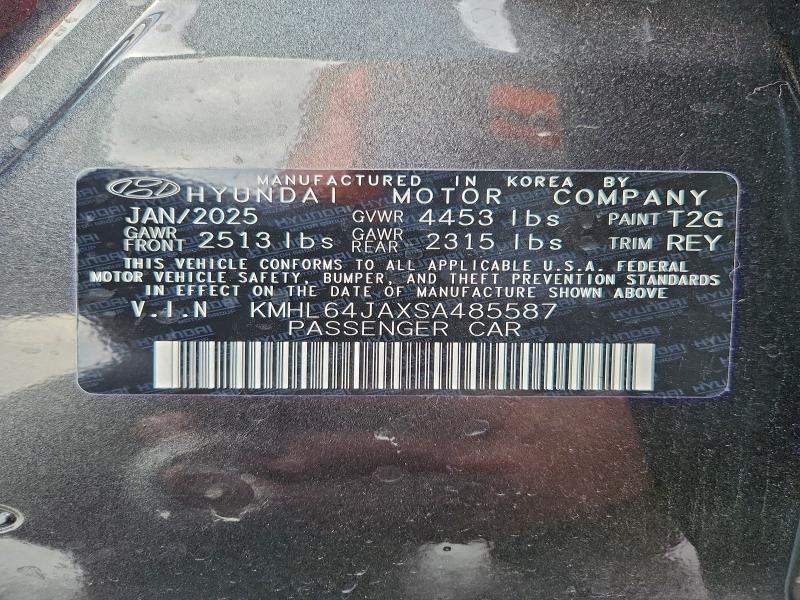 MANUFACTURED IN KOREA BY
HYUNDAI MOTOR COMPANY
JAN/2025 GVWR 4453 lbs PAINT T2G
GAWR FRONT 2513 lbs GAWR REAR 2315 lbs TRIM REY
THIS VEHICLE CONFORMS TO ALL APPLICABLE U.S.A. FEDERAL
MOTOR VEHICLE SAFETY, BUMPER, AND THEFT PREVENTION STANDARDS
IN EFFECT ON THE DATE OF MANUFACTURE SHOWN ABOVE
V.I.N KMHL64JAXSA485587
PASSENGER CAR